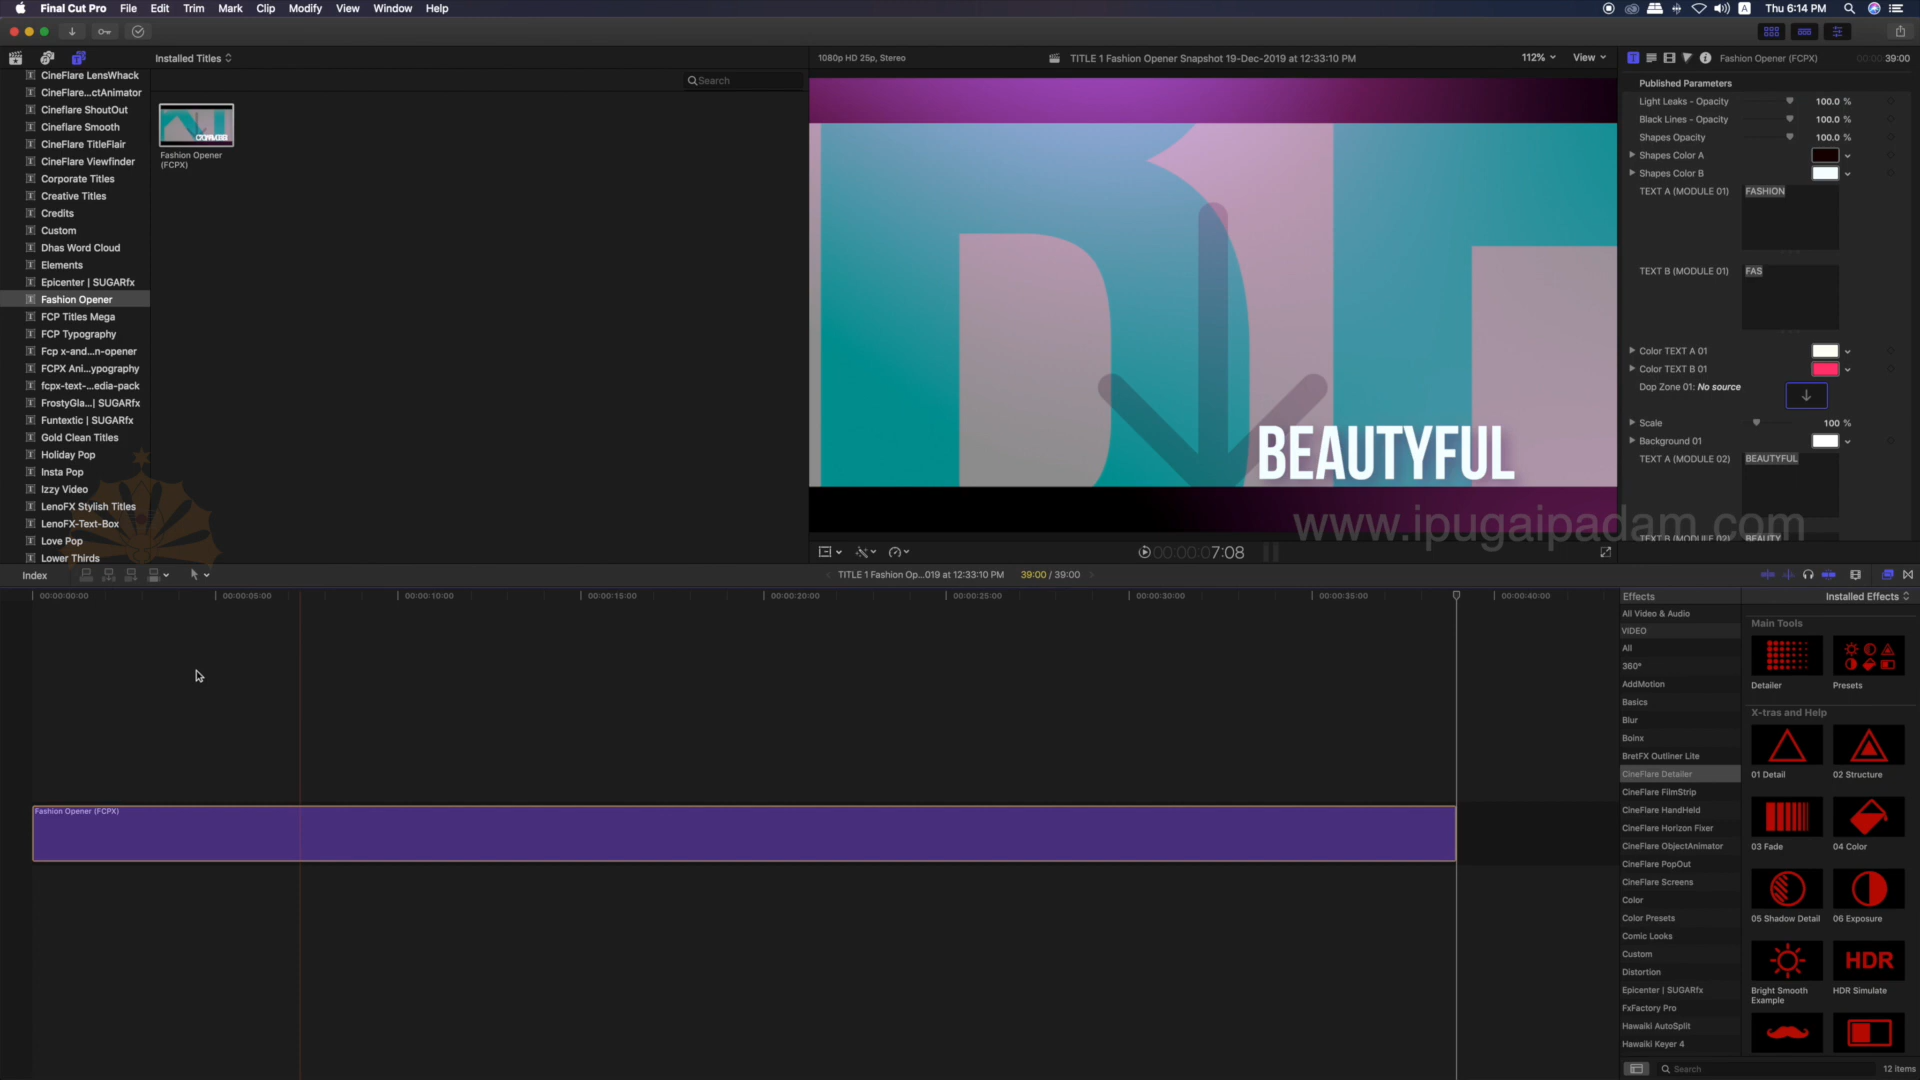 Final Cut Pro File Edit Trim Mark Clip Modify View Window Help
A Thu 6:14 PM
Installed Titles
1080p HD 25p, Stereo
TITLE 1 Fashion Opener Snapshot 19-Dec-2019 at 12:33:10 PM
112%
View
Fashion Opener (FCPX)
39:00
CineFlare LensWhack
CineFlare...ctAnimator
Cineflare ShoutOut
Cineflare Smooth
CineFlare TitleFlair
CineFlare Viewfinder
Corporate Titles
Creative Titles
Credits
Custom
Dhas Word Cloud
Elements
Epicenter | SUGARfx
Fashion Opener
FCP Titles Mega
FCP Typography
Fcp x-and...n-opener
FCPX Ani...ypography
fcpx-text-...edia-pack
FrostyGla...| SUGARfx
Funtextic | SUGARfx
Gold Clean Titles
Holiday Pop
Insta Pop
Izzy Video
LenoFX Stylish Titles
LenoFX-Text-Box
Love Pop
Lower Thirds
Search
Fashion Opener
(FCPX)
BEAUTYFUL
www.ipugaipadam.com
00:00:00:07:08
Published Parameters
Light Leaks - Opacity 100.0 %
Black Lines - Opacity 100.0 %
Shapes Opacity 100.0 %
Shapes Color A
Shapes Color B
TEXT A (MODULE 01) FASHION
TEXT B (MODULE 01) FAS
Color TEXT A 01
Color TEXT B 01
Dop Zone 01: No source
Scale 100 %
Background 01
TEXT A (MODULE 02) BEAUTYFUL
TEXT B (MODULE 02) BEAUTY
Index
TITLE 1 Fashion Op...019 at 12:33:10 PM 39:00 / 39:00
00:00:00:00 00:00:05:00 00:00:10:00 00:00:15:00 00:00:20:00 00:00:25:00 00:00:30:00 00:00:35:00 00:00:40:00
Fashion Opener (FCPX)
Effects
Installed Effects
All Video & Audio
VIDEO
All
360°
AddMotion
Basics
Blur
Boinx
BretFX Outliner Lite
CineFlare Detailer
CineFlare FilmStrip
CineFlare HandHeld
CineFlare Horizon Fixer
CineFlare ObjectAnimator
CineFlare PopOut
CineFlare Screens
Color
Color Presets
Comic Looks
Custom
Distortion
Epicenter | SUGARfx
FxFactory Pro
Hawaiki AutoSplit
Hawaiki Keyer 4
Main Tools
Detailer Presets
X-tras and Help
01 Detail 02 Structure
03 Fade 04 Color
05 Shadow Detail 06 Exposure
HDR
Bright Smooth
Example
HDR Simulate
Search
12 items